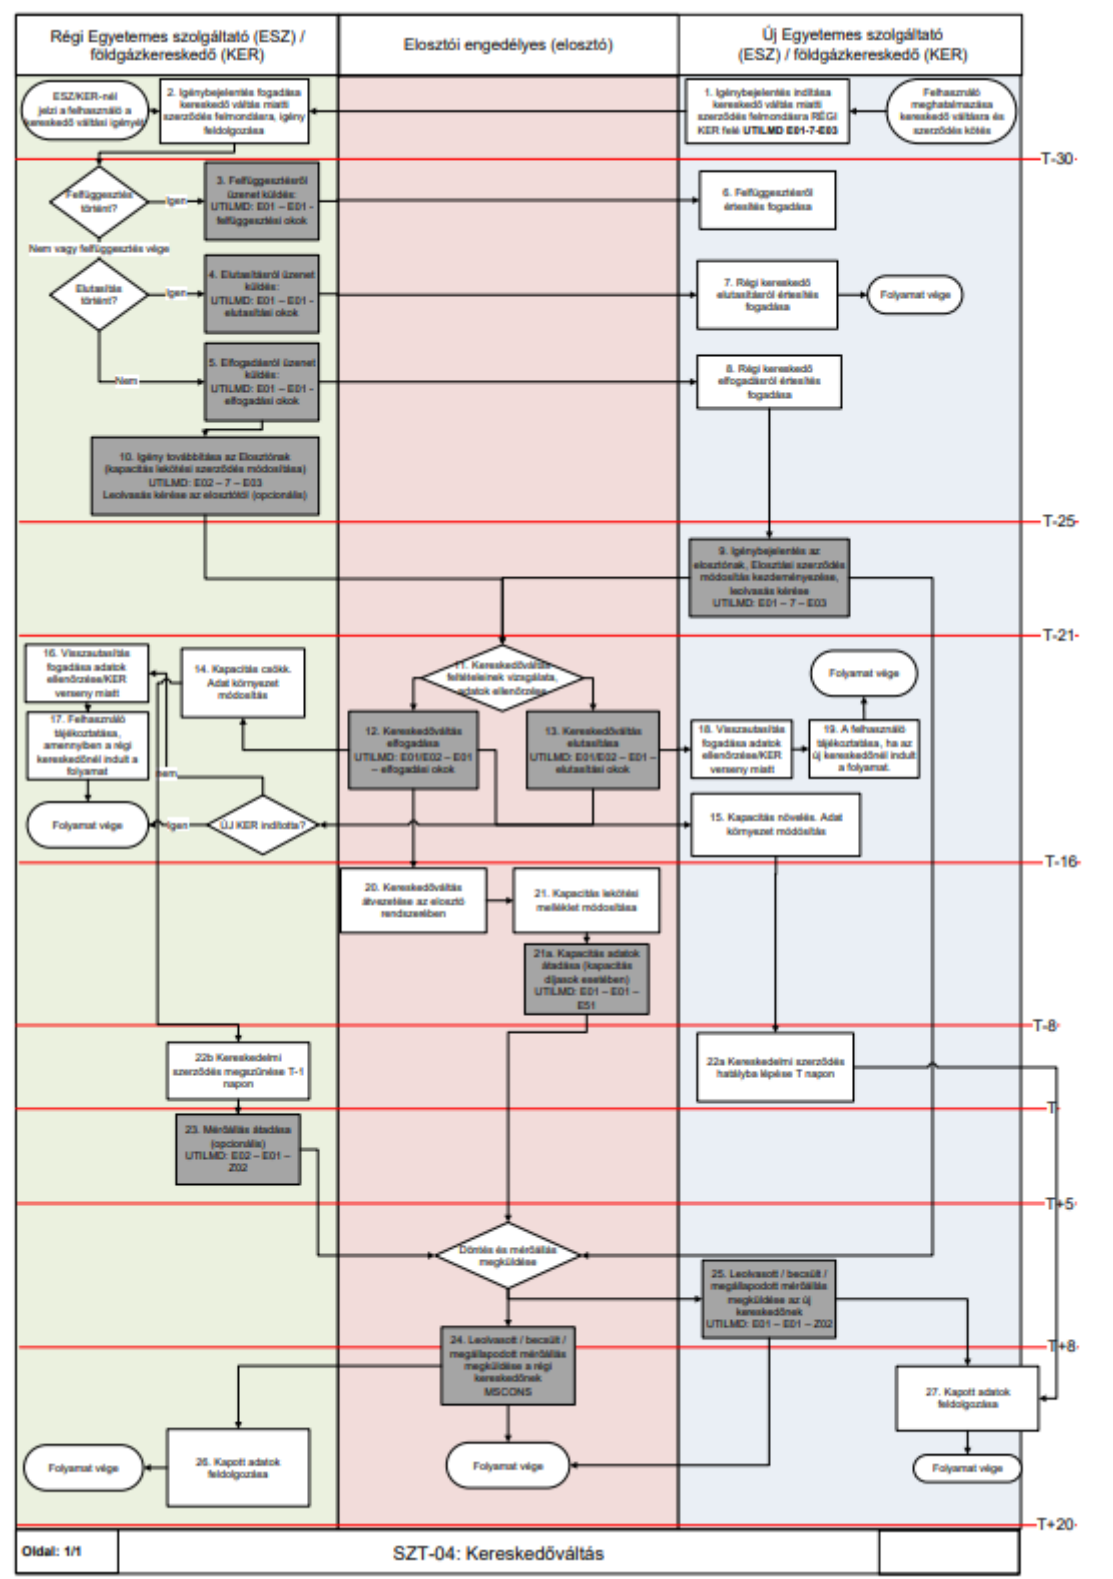 Régi Egyetemes szolgáltató (ESZ) /
földgázkereskedő (KER)
Elosztói engedélyes (elosztó)
Új Egyetemes szolgáltató
(ESZ) / földgázkereskedő (KER)
ESZ/KER-nél
jelzi a felhasználó a
kereskedő váltási igényét
2. Igénybejelentés fogadása
kereskedő váltás miatti
szerződés felmondásra, igény
feldolgozása
1. Igénybejelentés indítása
kereskedő váltás miatti
szerződés felmondásra RÉGI
KER felé UTILMD E01-7-E03
Felhasználó
meghatalmazása
kereskedő váltásra és
szerződés kötés
T-30
Felfüggesztés
történt?
Igen
3. Felfüggesztésről
üzenet küldés:
UTILMD: E01 – E01 -
felfüggesztési okok
6. Felfüggesztésről
értesítés fogadása
Nem vagy felfüggesztés vége
Elutasítás
történt?
Igen
4. Elutasításról üzenet
küldés:
UTILMD: E01 – E01 -
elutasítási okok
7. Régi kereskedő
elutasításról értesítés
fogadása
Folyamat vége
Nem
5. Elfogadásról üzenet
küldés:
UTILMD: E01 – E01 -
elfogadási okok
8. Régi kereskedő
elfogadásról értesítés
fogadása
10. Igény továbbítása az Elosztónak
(kapacitás lekötési szerződés módosítása)
UTILMD: E02 – 7 – E03
Leolvasás kérése az elosztótól (opcionális)
T-25
9. Igénybejelentés az
elosztónak, Elosztási szerződés
módosítás kezdeményezése,
leolvasás kérése
UTILMD: E01 – 7 – E03
T-21
16. Visszautasítás
fogadása adatok
ellenőrzése/KER
verseny miatt
14. Kapacitás csökk.
Adat környezet
módosítás
11. Kereskedőváltás
feltételeinek vizsgálata,
adatok ellenőrzése
Folyamat vége
17. Felhasználó
tájékoztatása,
amennyiben a régi
kereskedőnél indult a
folyamat
12. Kereskedőváltás
elfogadása
UTILMD: E01/E02 – E01
– elfogadási okok
13. Kereskedőváltás
elutasítása
UTILMD: E01/E02 – E01 –
elutasítási okok
18. Visszautasítás
fogadása adatok
ellenőrzése/KER
verseny miatt
19. A felhasználó
tájékoztatása, ha az
új kereskedőnél indult
a folyamat.
nem
Folyamat vége
Igen
ÚJ KER indította?
15. Kapacitás növelés. Adat
környezet módosítás
T-16
20. Kereskedőváltás
átvezetése az elosztó
rendszerében
21. Kapacitás lekötési
melléklet módosítása
21a. Kapacitás adatok
átadása (kapacitás
díjasok esetében)
UTILMD: E01 – E01 –
E51
T-8
22b Kereskedelmi
szerződés megszűnése T-1
napon
22a Kereskedelmi szerződés
hatályba lépése T napon
T
23. Mérőállás átadása
(opcionális)
UTILMD: E02 – E01 –
Z02
T+5
Döntés és mérőállás
megküldése
25. Leolvasott / becsült /
megállapodott mérőállás
megküldése az új
kereskedőnek
UTILMD: E01 – E01 – Z02
24. Leolvasott / becsült /
megállapodott mérőállás
megküldése a régi
kereskedőnek
MSCONS
T+8
27. Kapott adatok
feldolgozása
Folyamat vége
26. Kapott adatok
feldolgozása
Folyamat vége
Folyamat vége
T+20
Oldal: 1/1
SZT-04: Kereskedőváltás